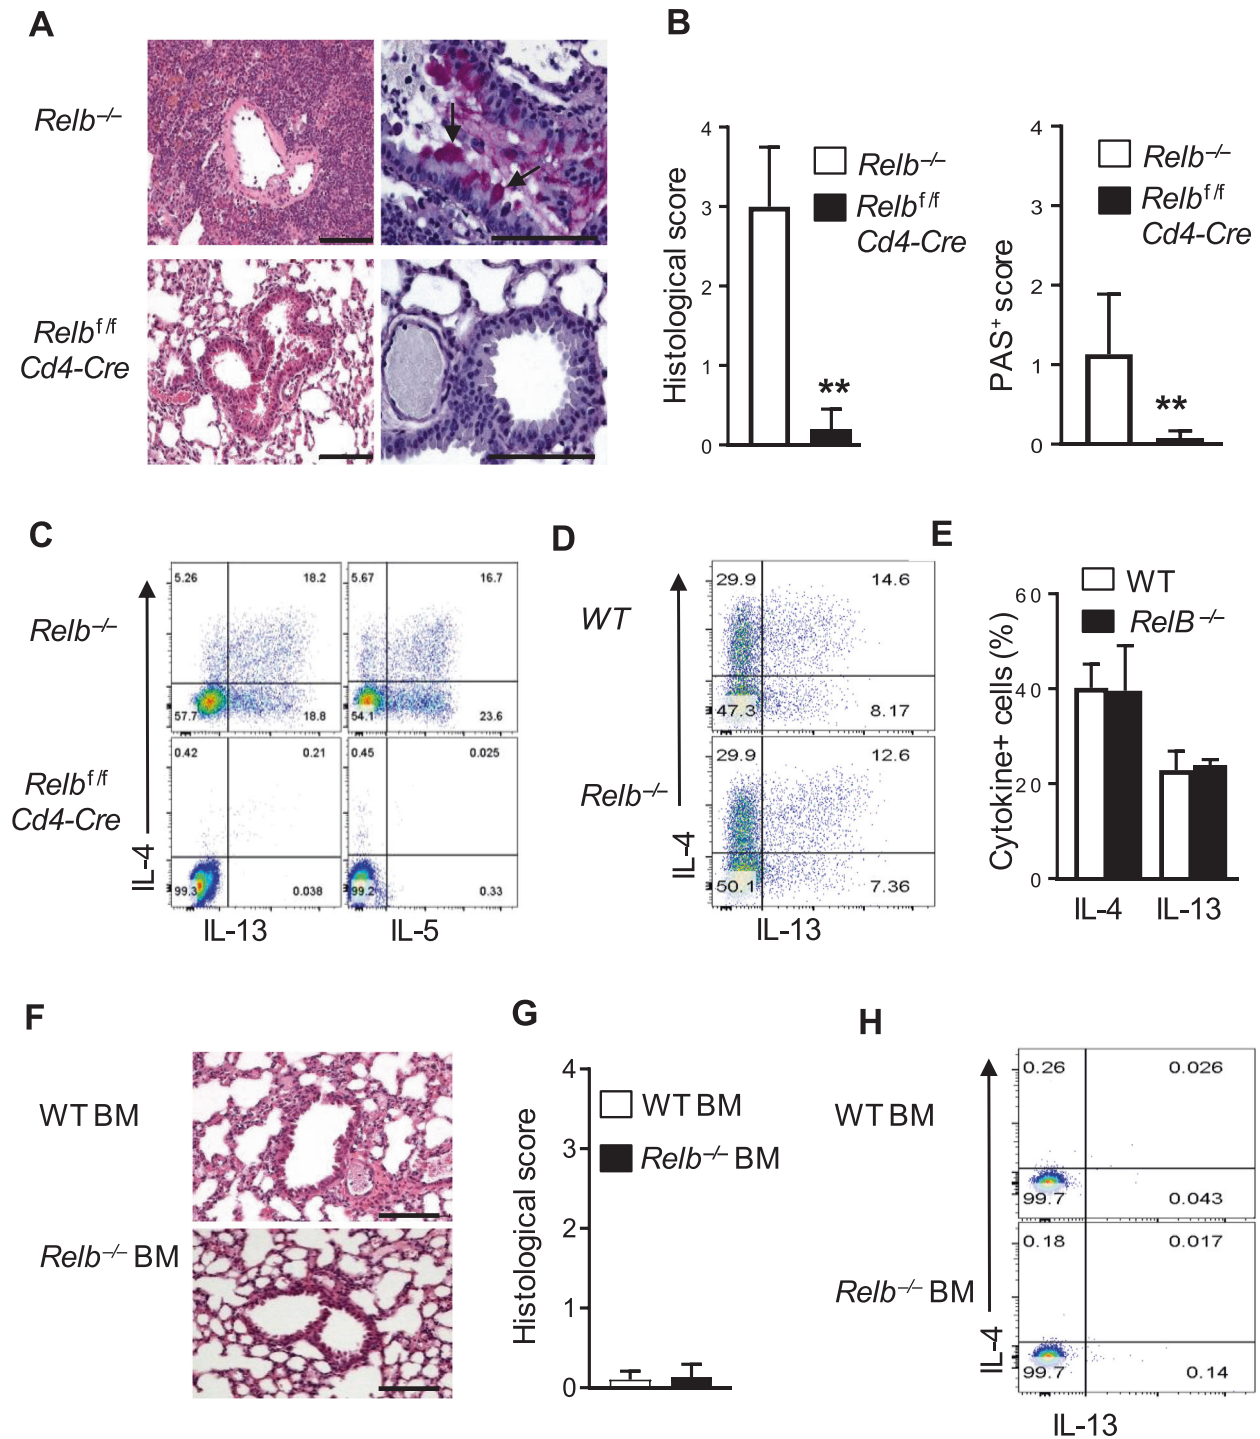 A
Relb–/–
Relbf/f
Cd4-Cre
B
Histological score
4
3
2
1
0
Relb–/–
Relbf/f
Cd4-Cre
**
PAS+ score
4
3
2
1
0
Relb–/–
Relbf/f
Cd4-Cre
**
C
Relb–/–
Relbf/f
Cd4-Cre
IL-4
5.26 18.2
57.7 18.8
5.67 16.7
54.1 23.6
0.42 0.21
99.3 0.038
0.45 0.025
99.2 0.33
IL-13 IL-5
D
WT
Relb–/–
IL-4
29.9 14.6
47.3 8.17
29.9 12.6
50.1 7.36
IL-13
E
WT
RelB –/–
Cytokine+ cells (%)
60
40
20
0
IL-4 IL-13
F
WT BM
Relb–/– BM
G
Histological score
4
3
2
1
0
WT BM
Relb–/– BM
H
WT BM
Relb–/– BM
IL-4
0.26 0.026
99.7 0.043
0.18 0.017
99.7 0.14
IL-13